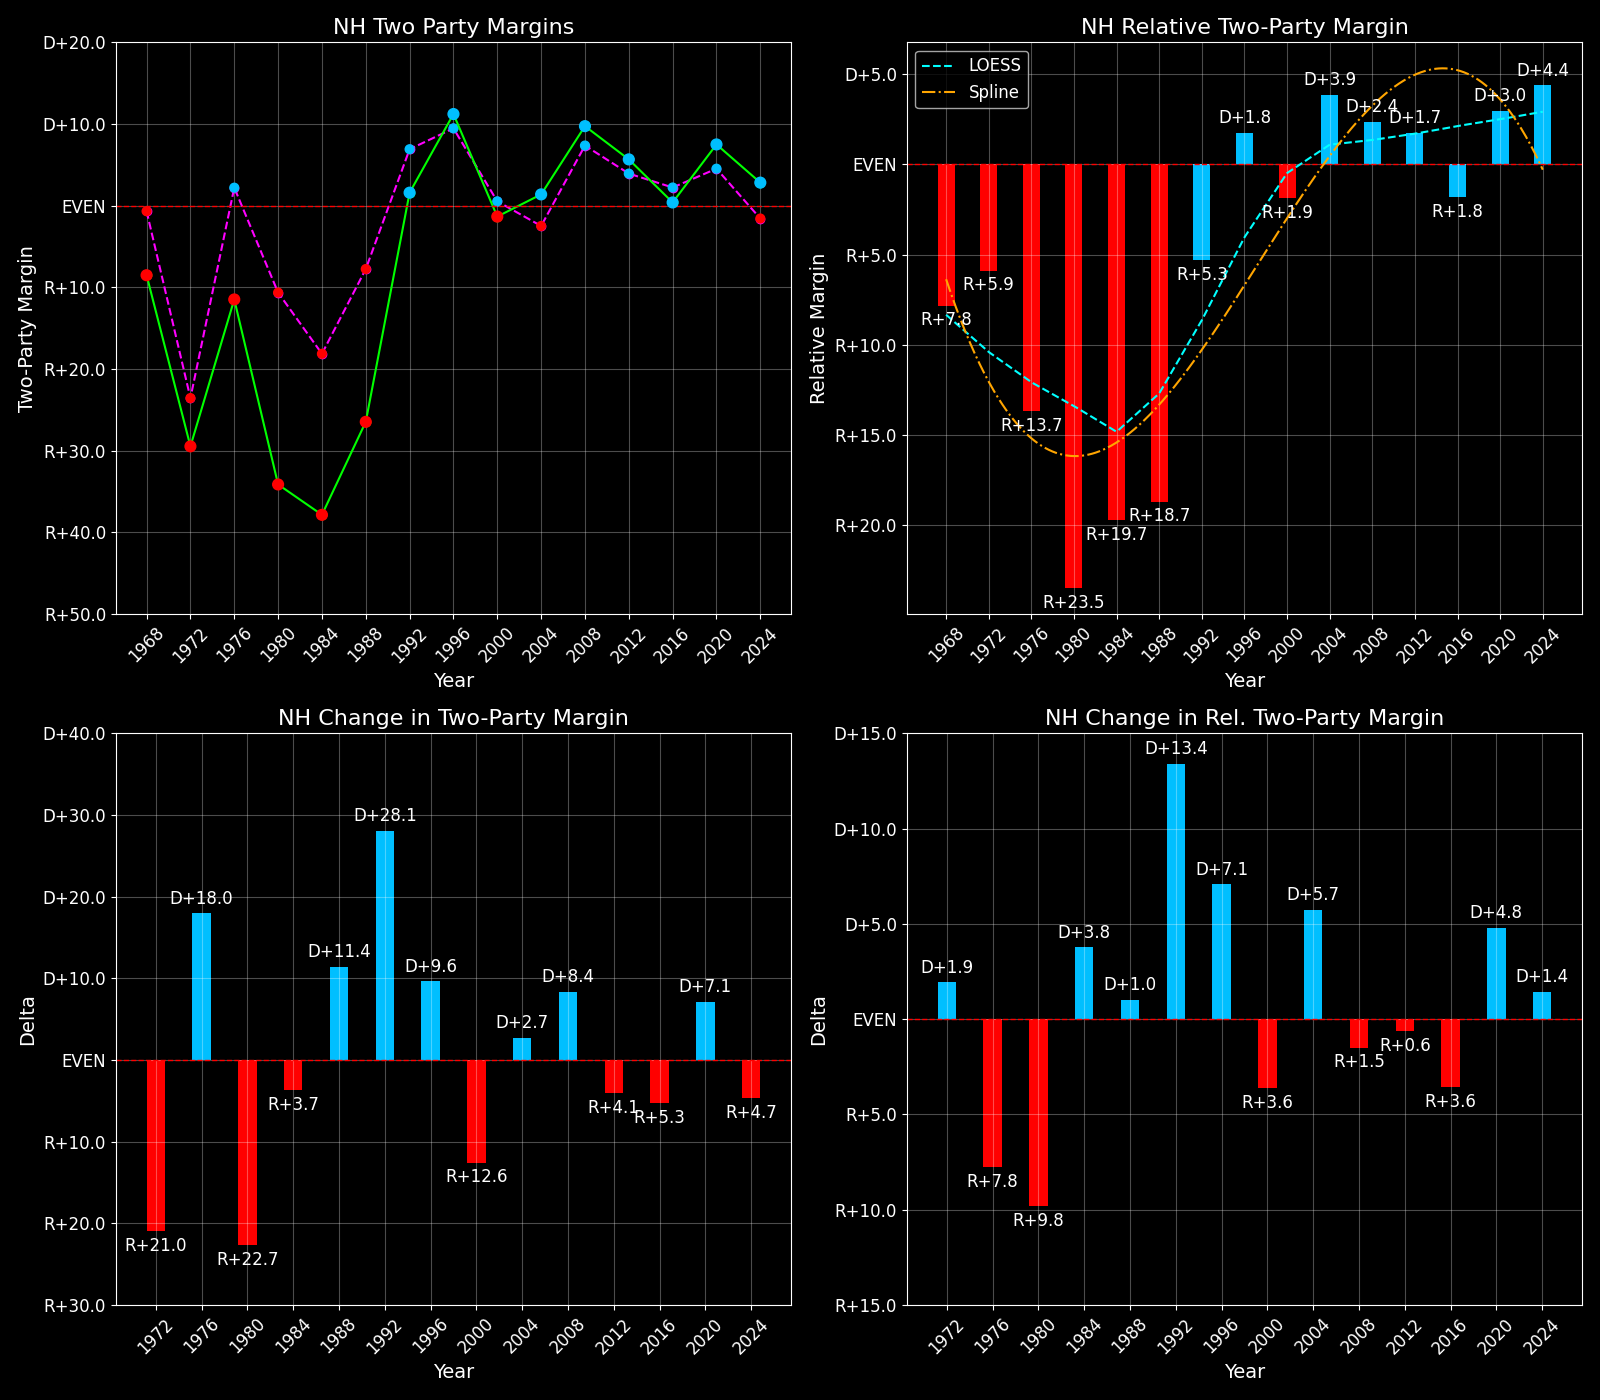 NH Two Party Margins
D+20.0
D+10.0
EVEN
R+10.0
R+20.0
R+30.0
R+40.0
R+50.0
Two-Party Margin
1968
1972
1976
1980
1984
1988
1992
1996
2000
2004
2008
2012
2016
2020
2024
Year
NH Relative Two-Party Margin
LOESS
Spline
D+5.0
EVEN
R+5.0
R+10.0
R+15.0
R+20.0
Relative Margin
R+7.8
R+5.9
R+13.7
R+23.5
R+19.7
R+18.7
R+5.3
D+1.8
R+1.9
D+3.9
D+2.4
D+1.7
R+1.8
D+3.0
D+4.4
1968
1972
1976
1980
1984
1988
1992
1996
2000
2004
2008
2012
2016
2020
2024
Year
NH Change in Two-Party Margin
D+40.0
D+30.0
D+20.0
D+10.0
EVEN
R+10.0
R+20.0
R+30.0
Delta
R+21.0
D+18.0
R+22.7
R+3.7
D+11.4
D+28.1
D+9.6
R+12.6
D+2.7
D+8.4
R+4.1
R+5.3
D+7.1
R+4.7
1972
1976
1980
1984
1988
1992
1996
2000
2004
2008
2012
2016
2020
2024
Year
NH Change in Rel. Two-Party Margin
D+15.0
D+10.0
D+5.0
EVEN
R+5.0
R+10.0
R+15.0
Delta
D+1.9
R+7.8
R+9.8
D+3.8
D+1.0
D+13.4
D+7.1
R+3.6
D+5.7
R+1.5
R+0.6
R+3.6
D+4.8
D+1.4
1972
1976
1980
1984
1988
1992
1996
2000
2004
2008
2012
2016
2020
2024
Year